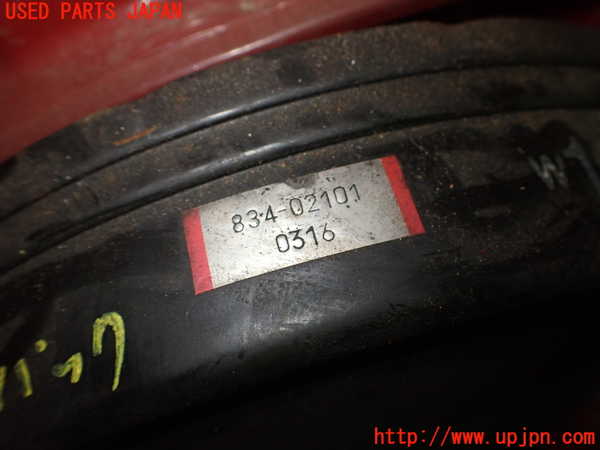 USED PARTS JAPAN
834-02101
0316
W
http://www.upjpn.com